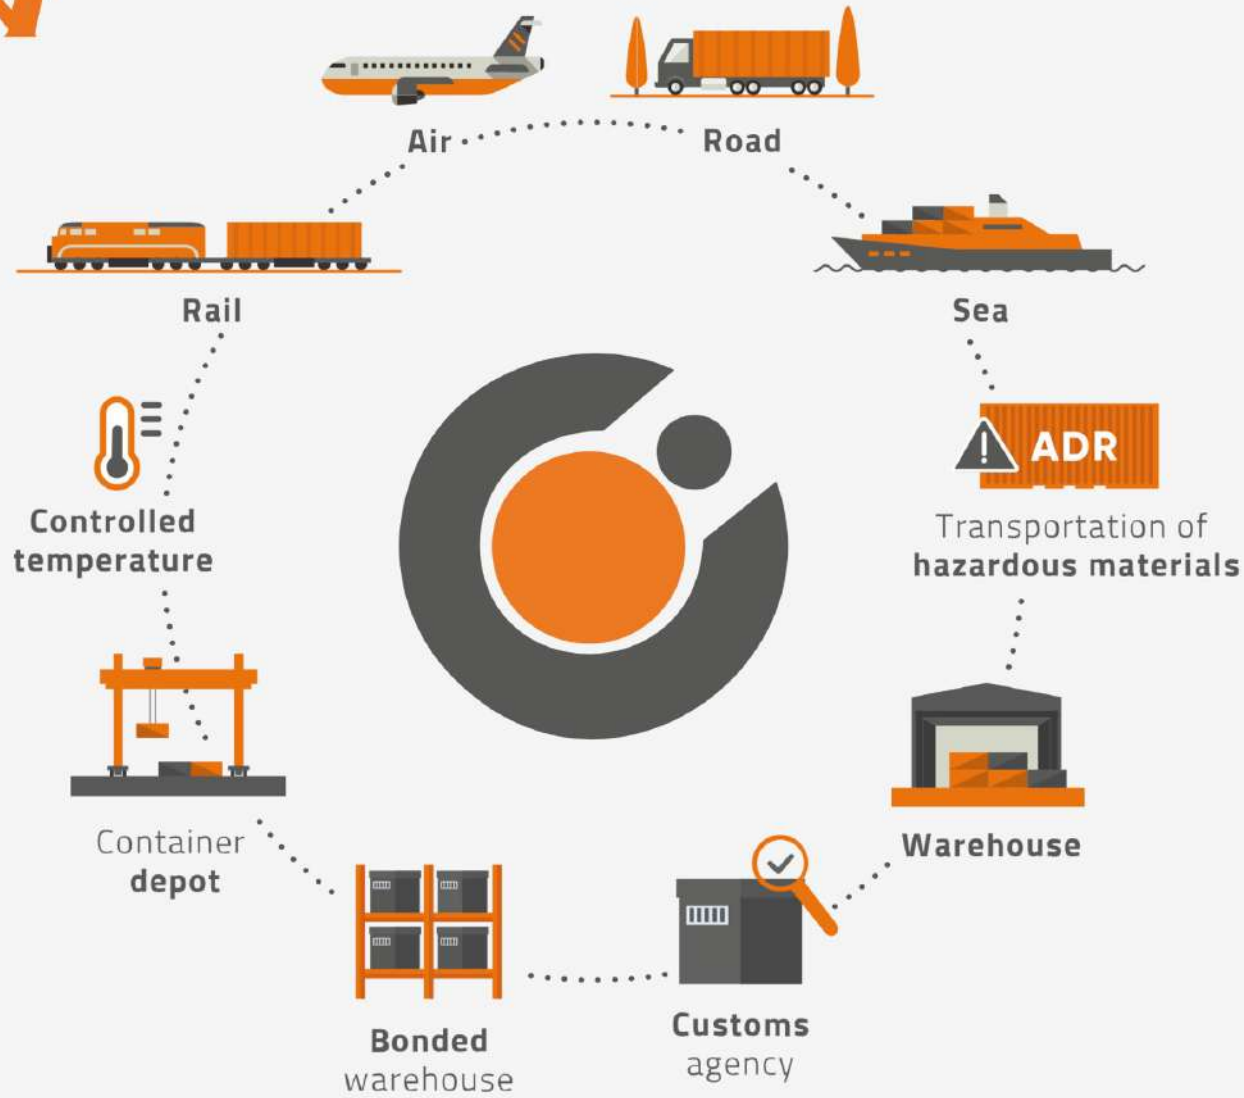 Air
Road
Rail
Sea
Controlled
temperature
ADR
Transportation of
hazardous materials
Container
depot
Warehouse
Bonded
warehouse
Customs
agency